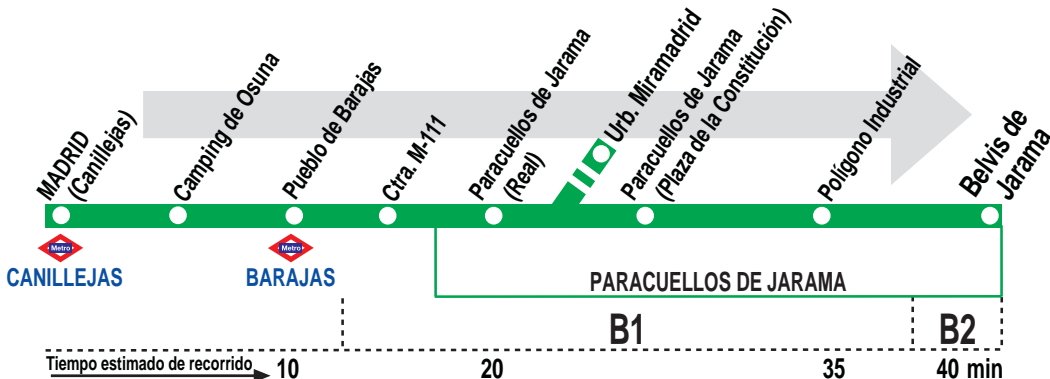 MADRID
(Canillejas)
Camping de Osuna
Pueblo de Barajas
Ctra. M-111
Paracuellos de Jarama
(Real)
Urb. Miramadrid
Paracuellos de Jarama
(Plaza de la Constitución)
Polígono Industrial
Belvis de
Jarama
Metro
Metro
CANILLEJAS
BARAJAS
PARACUELLOS DE JARAMA
B1
B2
Tiempo estimado de recorrido
10
20
35
40 min